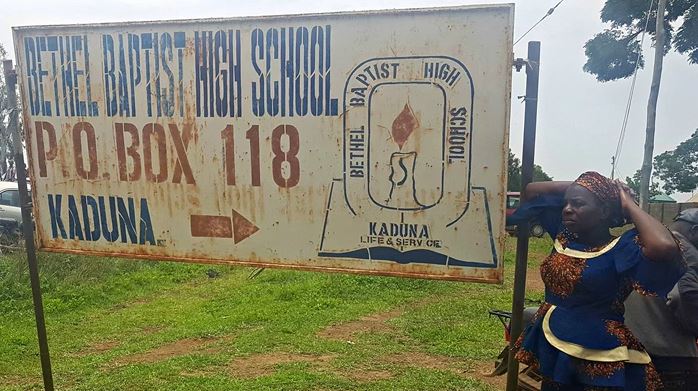 BETHEL BAPTIST HIGH SCHOOL
P.O. BOX 118
KADUNA
BETHEL BAPTIST HIGH SCHOOL
KADUNA
LIFE & SERVICE